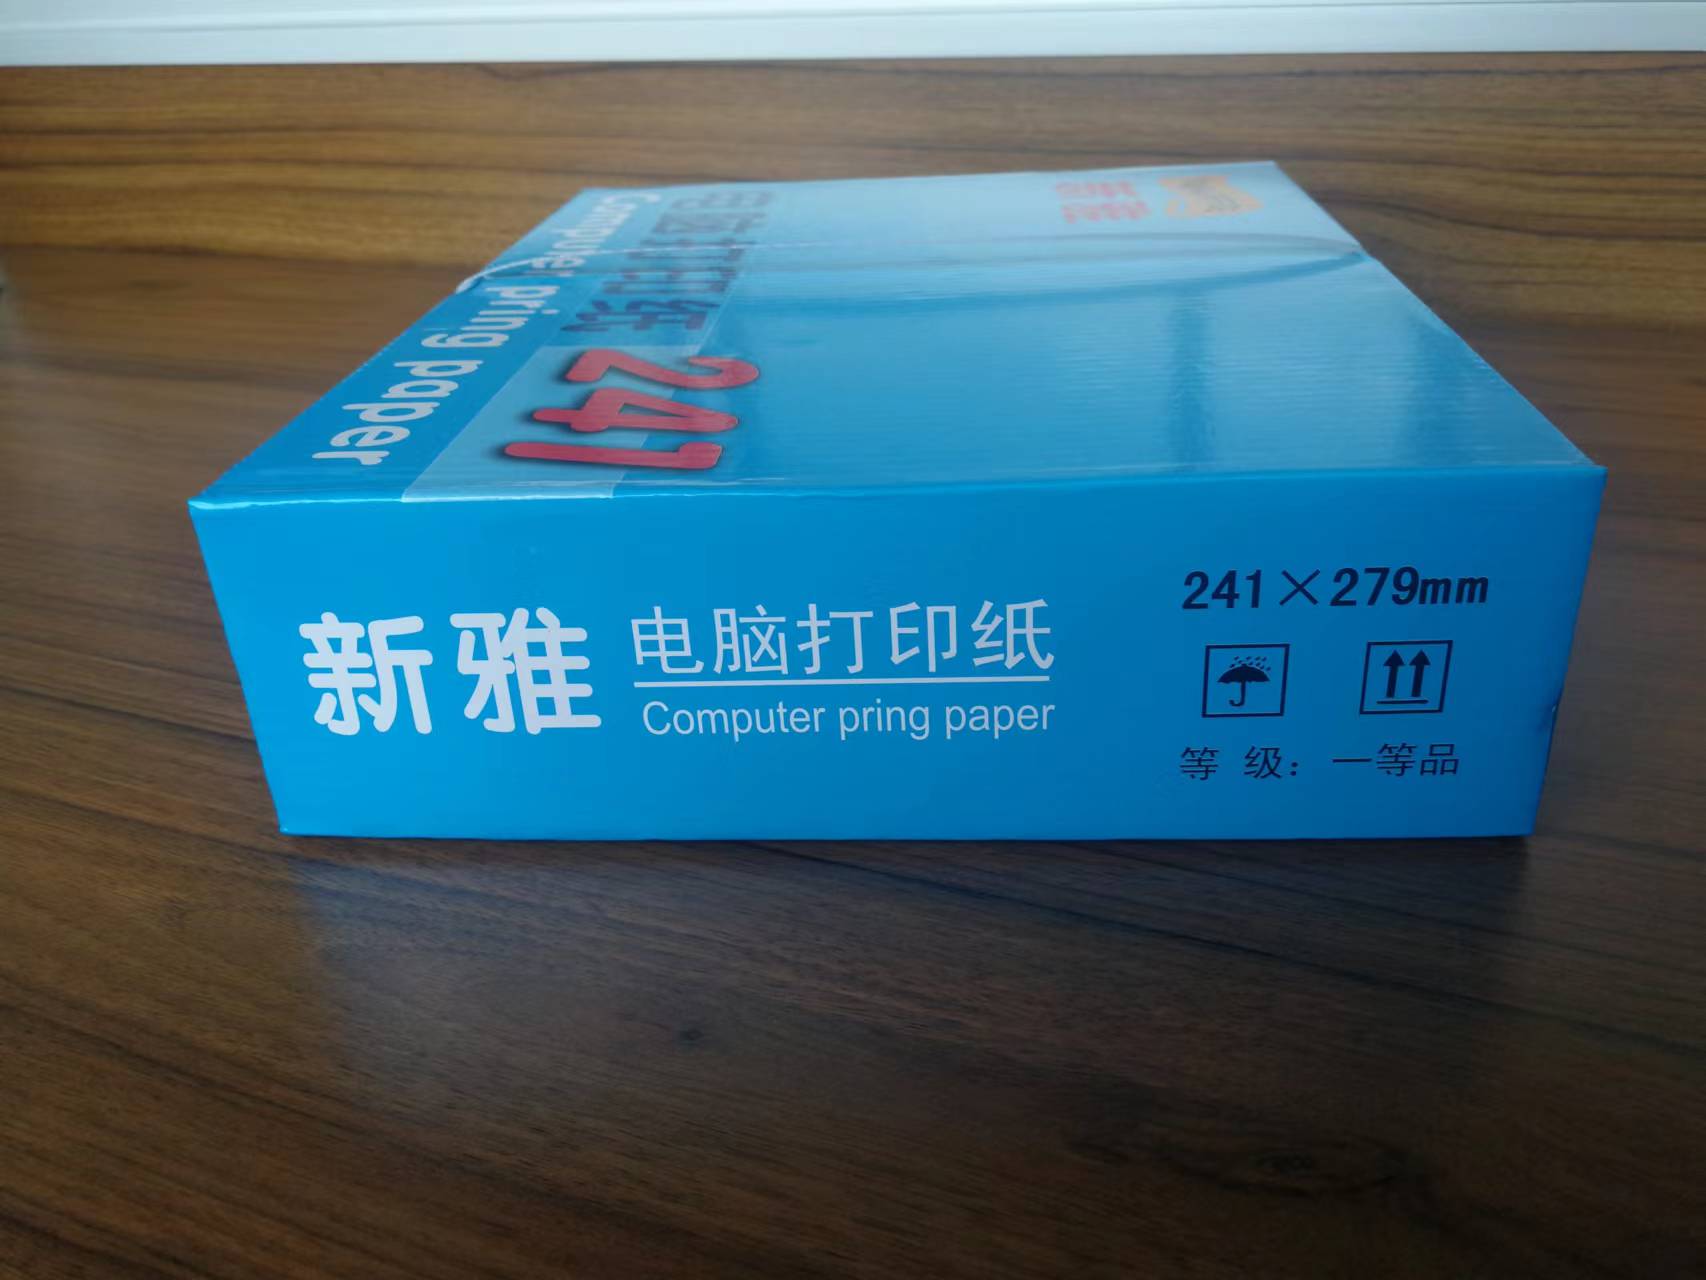 电脑打印纸
241
Computer pring paper
新雅
电脑打印纸
Computer pring paper
241×279mm
等 级：一等品